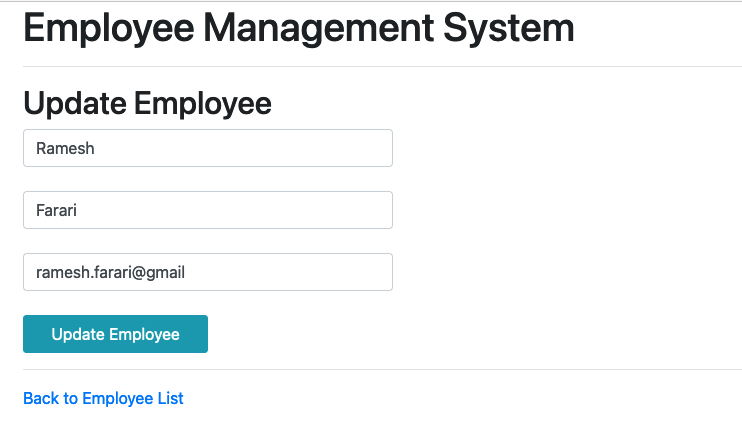 Employee Management System
Update Employee
Ramesh
Farari
ramesh.farari@gmail
Update Employee
Back to Employee List